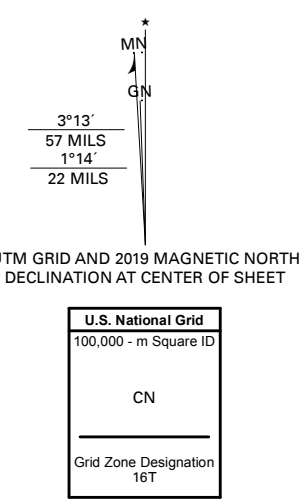 MN
GN
3°13´
57 MILS
1°14´
22 MILS
UTM GRID AND 2019 MAGNETIC NORTH
DECLINATION AT CENTER OF SHEET
U.S. National Grid
100,000 - m Square ID
CN
Grid Zone Designation
16T